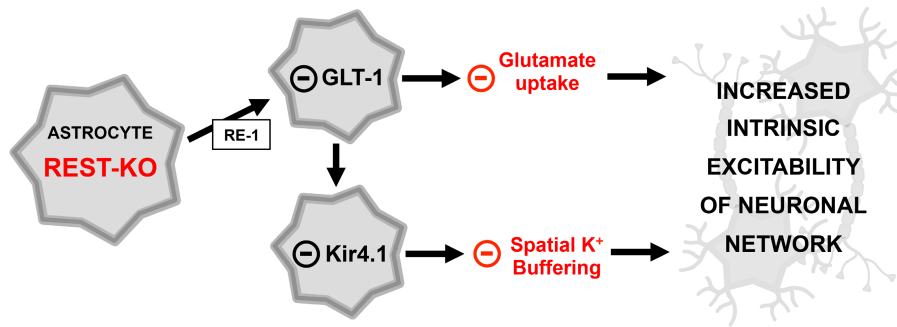 ASTROCYTE
REST-KO
RE-1
⊖ GLT-1
⊖ Glutamate
uptake
⊖ Kir4.1
⊖ Spatial K⁺
Buffering
INCREASED
INTRINSIC
EXCITABILITY
OF NEURONAL
NETWORK